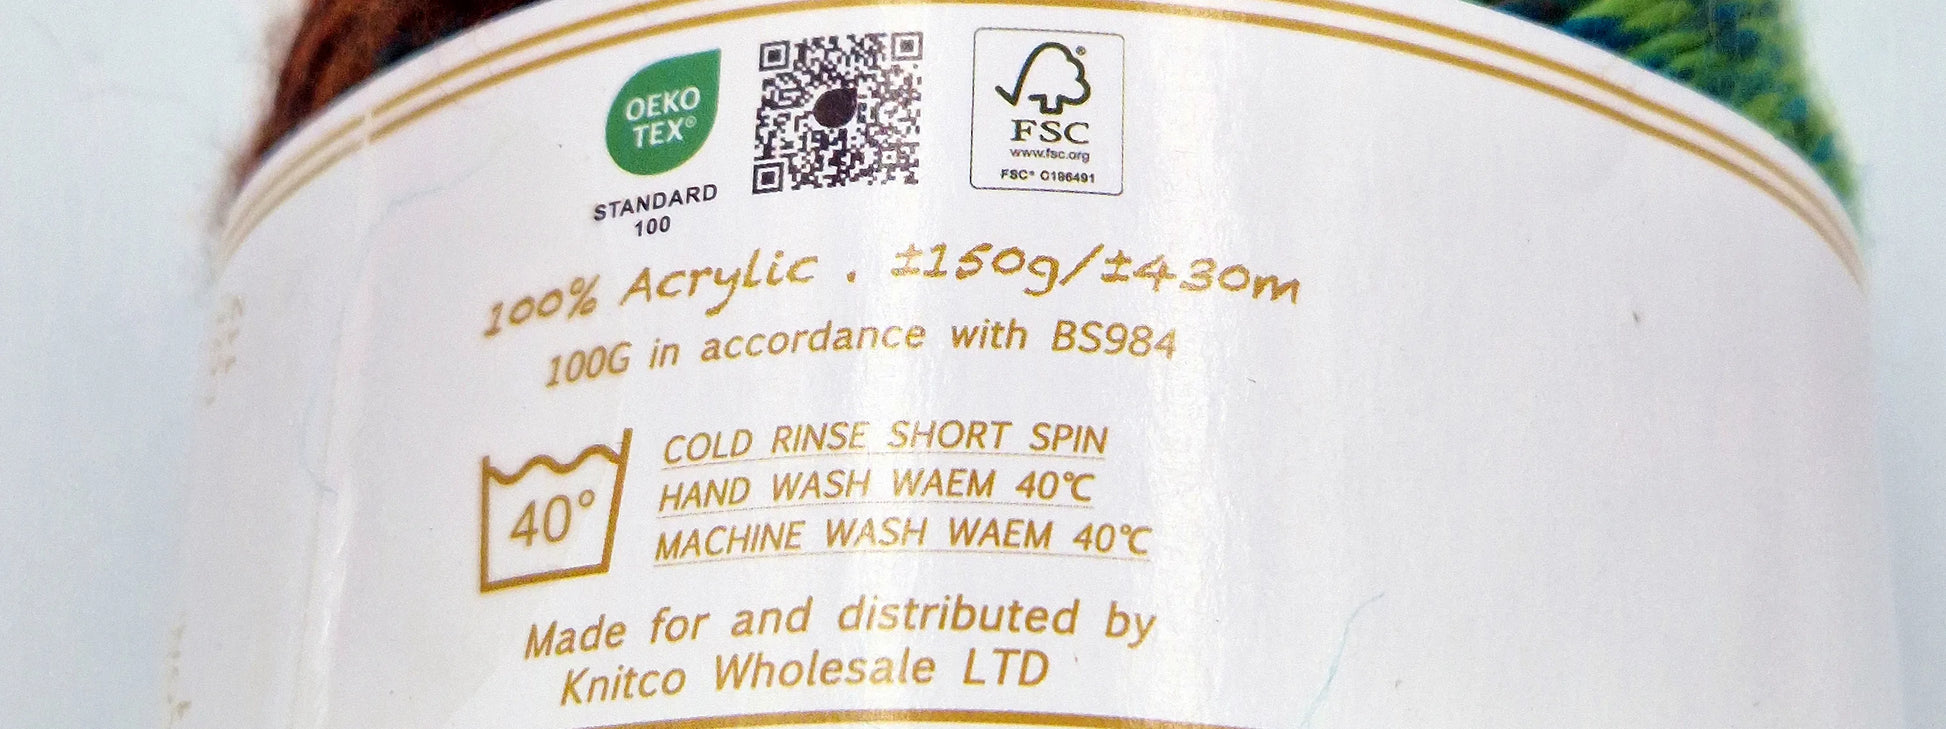 OEKO
TEX®
STANDARD
100
FSC
www.fsc.org
FSC® C186491
100% Acrylic . ±150g/±430m
100G in accordance with BS984
40°
COLD RINSE SHORT SPIN
HAND WASH WAEM 40℃
MACHINE WASH WAEM 40℃
Made for and distributed by
Knitco Wholesale LTD